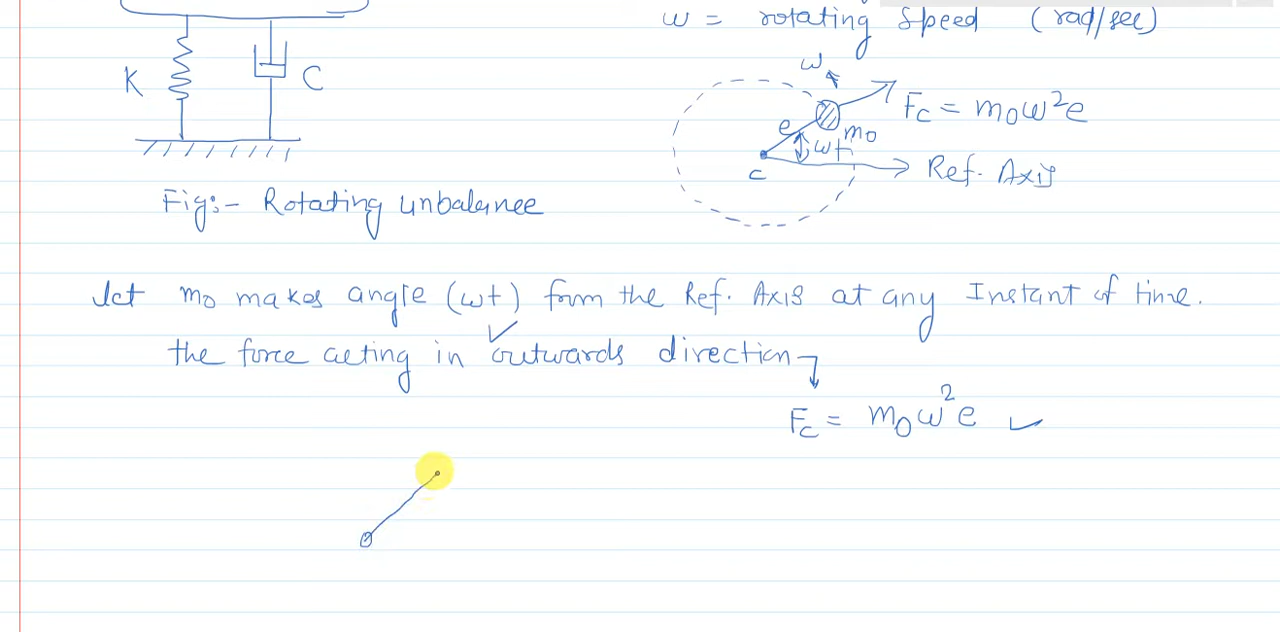 ω = rotating Speed (rad/sec)
K
C
ω
Fc = m0ω²e
e
m0
ωt
c
Ref. Axis
Fig:- Rotating unbalance
let m0 makes angle (ωt) from the Ref. Axis at any Instant of time.
the force acting in outwards direction
Fc = m0ω²e